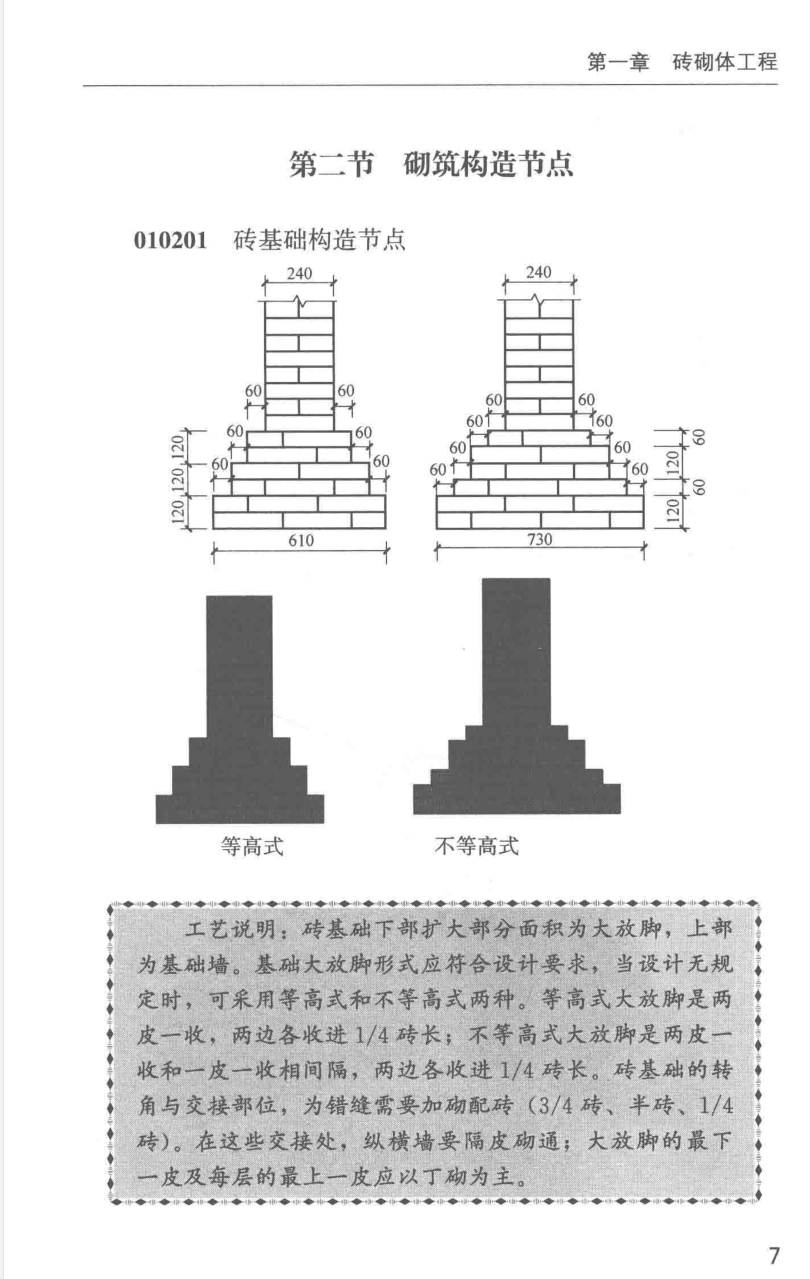 第一章 砖砌体工程
第二节 砌筑构造节点
010201 砖基础构造节点
240
240
60
60
60
60
60
60
120
120
120
610
60
60
60
60
60
60
60
60
60
120
60
120
730
等高式
不等高式
工艺说明：砖基础下部扩大部分面积为大放脚，上部
为基础墙。基础大放脚形式应符合设计要求，当设计无规
定时，可采用等高式和不等高式两种。等高式大放脚是两
皮一收，两边各收进 1/4 砖长；不等高式大放脚是两皮一
收和一皮一收相间隔，两边各收进 1/4 砖长。砖基础的转
角与交接部位，为错缝需要加砌配砖（3/4 砖、半砖、1/4
砖）。在这些交接处，纵横墙要隔皮砌通；大放脚的最下
一皮及每层的最上一皮应以丁砌为主。
7